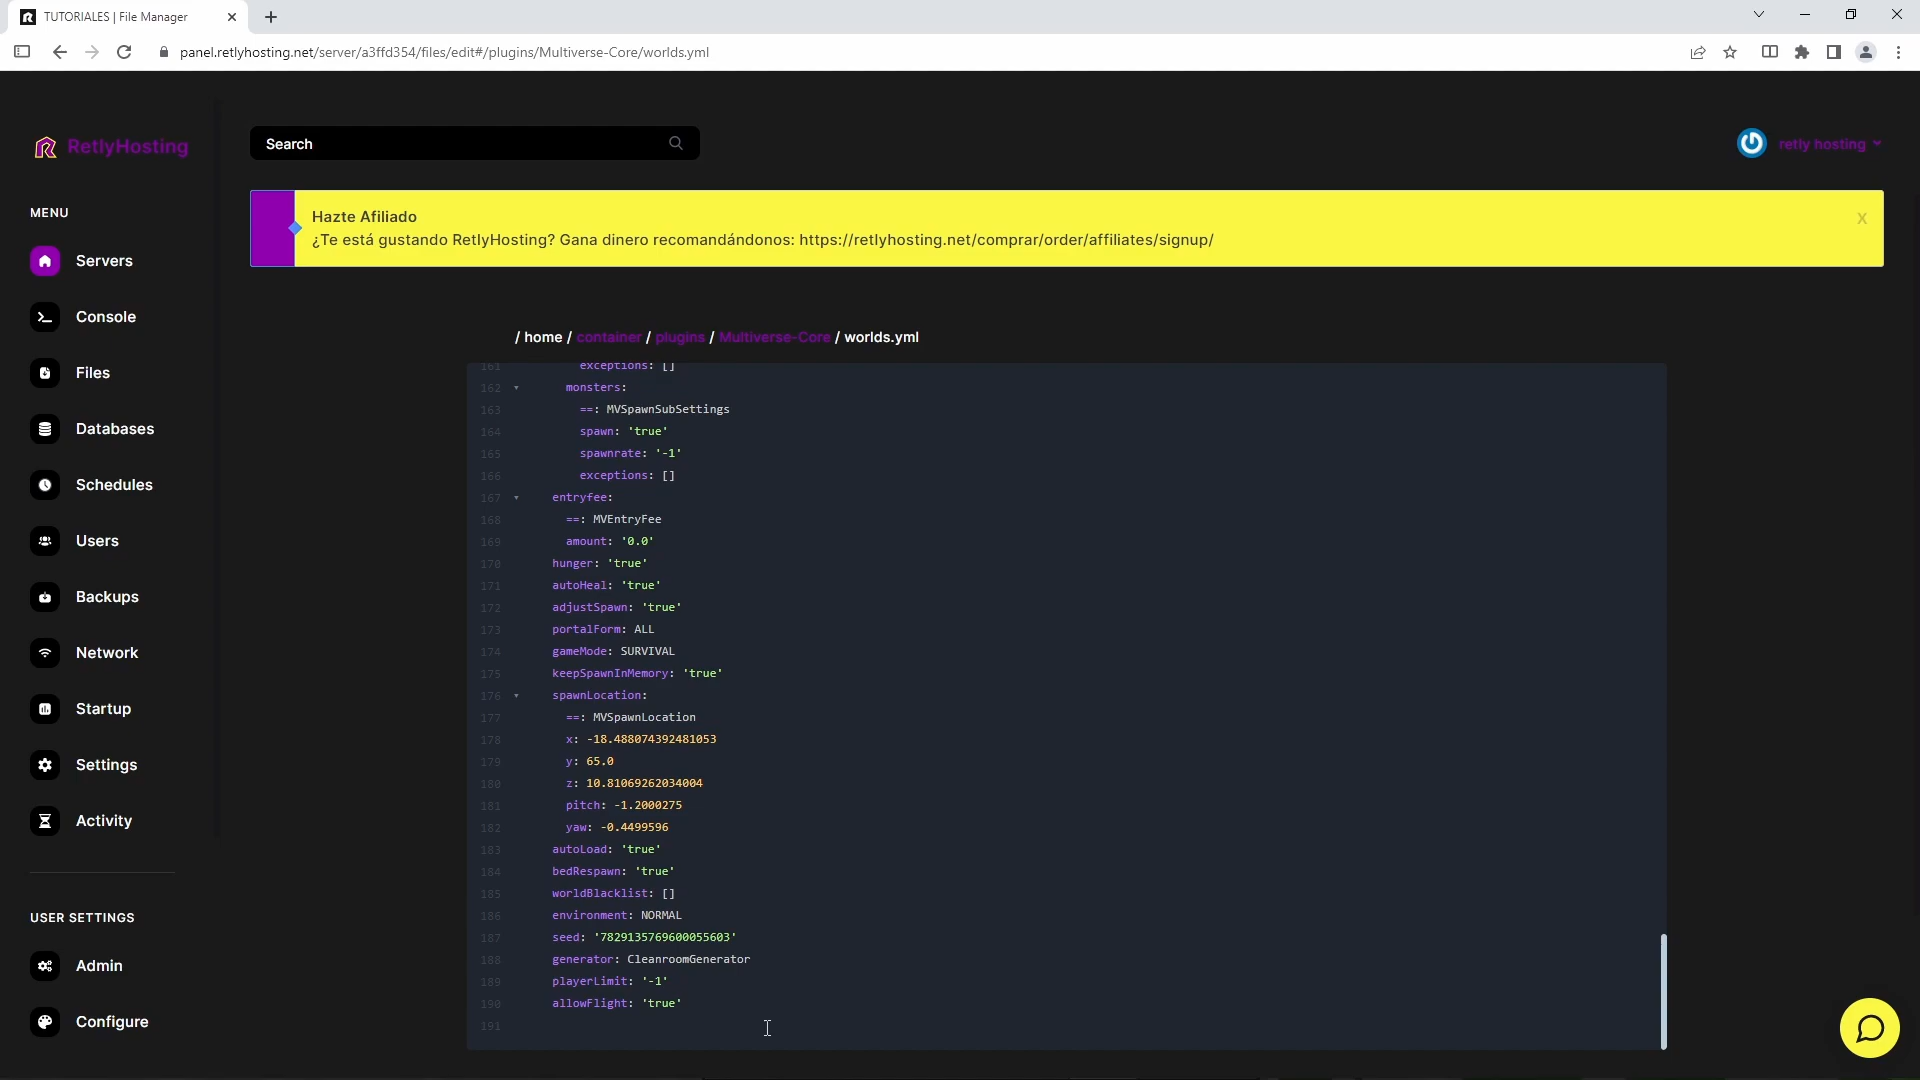 TUTORIALES | File Manager
panel.retlyhosting.net/server/a3ffd354/files/edit#/plugins/Multiverse-Core/worlds.yml
RetlyHosting
Search
retly hosting
MENU
Servers
Console
Files
Databases
Schedules
Users
Backups
Network
Startup
Settings
Activity
USER SETTINGS
Admin
Configure
Hazte Afiliado
X
¿Te está gustando RetlyHosting? Gana dinero recomandándonos: https://retlyhosting.net/comprar/order/affiliates/signup/
/ home / container / plugins / Multiverse-Core / worlds.yml
161 exceptions: []
162 monsters:
163 ==: MVSpawnSubSettings
164 spawn: 'true'
165 spawnrate: '-1'
166 exceptions: []
167 entryfee:
168 ==: MVEntryFee
169 amount: '0.0'
170 hunger: 'true'
171 autoHeal: 'true'
172 adjustSpawn: 'true'
173 portalForm: ALL
174 gameMode: SURVIVAL
175 keepSpawnInMemory: 'true'
176 spawnLocation:
177 ==: MVSpawnLocation
178 x: -18.488074392481053
179 y: 65.0
180 z: 10.81069262034004
181 pitch: -1.2000275
182 yaw: -0.4499596
183 autoLoad: 'true'
184 bedRespawn: 'true'
185 worldBlacklist: []
186 environment: NORMAL
187 seed: '7829135769600055603'
188 generator: CleanroomGenerator
189 playerLimit: '-1'
190 allowFlight: 'true'
191